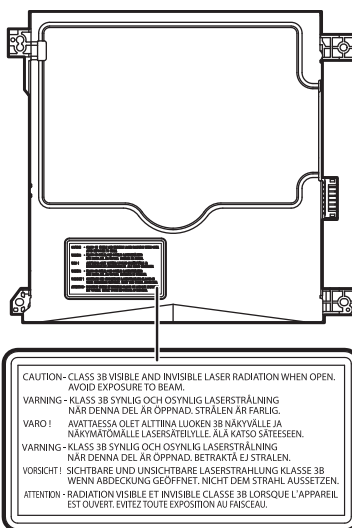 CAUTION - CLASS 3B VISIBLE AND INVISIBLE LASER RADIATION WHEN OPEN.
AVOID EXPOSURE TO BEAM.
VARNING - KLASS 3B SYNLIG OCH OSYNLIG LASERSTRÅLNING
NÄR DENNA DEL ÄR ÖPPNAD. STRÅLEN ÄR FARLIG.
VARO ! AVATTAESSA OLET ALTTIINA LUOKEN 3B NÄKYVÄLLE JA
NÄKYMÄTÖMÄLLE LASERSÄTEILYLLE. ÄLÄ KATSO SÄTEESEEN.
VARNING - KLASS 3B SYNLIG OCH OSYNLIG LASERSTRÅLNING
NÄR DENNA DEL ÄR ÖPPNAD. BETRAKTÅ EJ STRALEN.
VORSICHT ! SICHTBARE UND UNSICHTBARE LASERSTRAHLUNG KLASSE 3B
WENN ABDECKUNG GEÖFFNET. NICHT DEM STRAHL AUSSETZEN.
ATTENTION - RADIATION VISIBLE ET INVISIBLE CLASSE 3B LORSQUE L'APPAREIL
EST OUVERT. EVITEZ TOUTE EXPOSITION AU FAISCEAU.